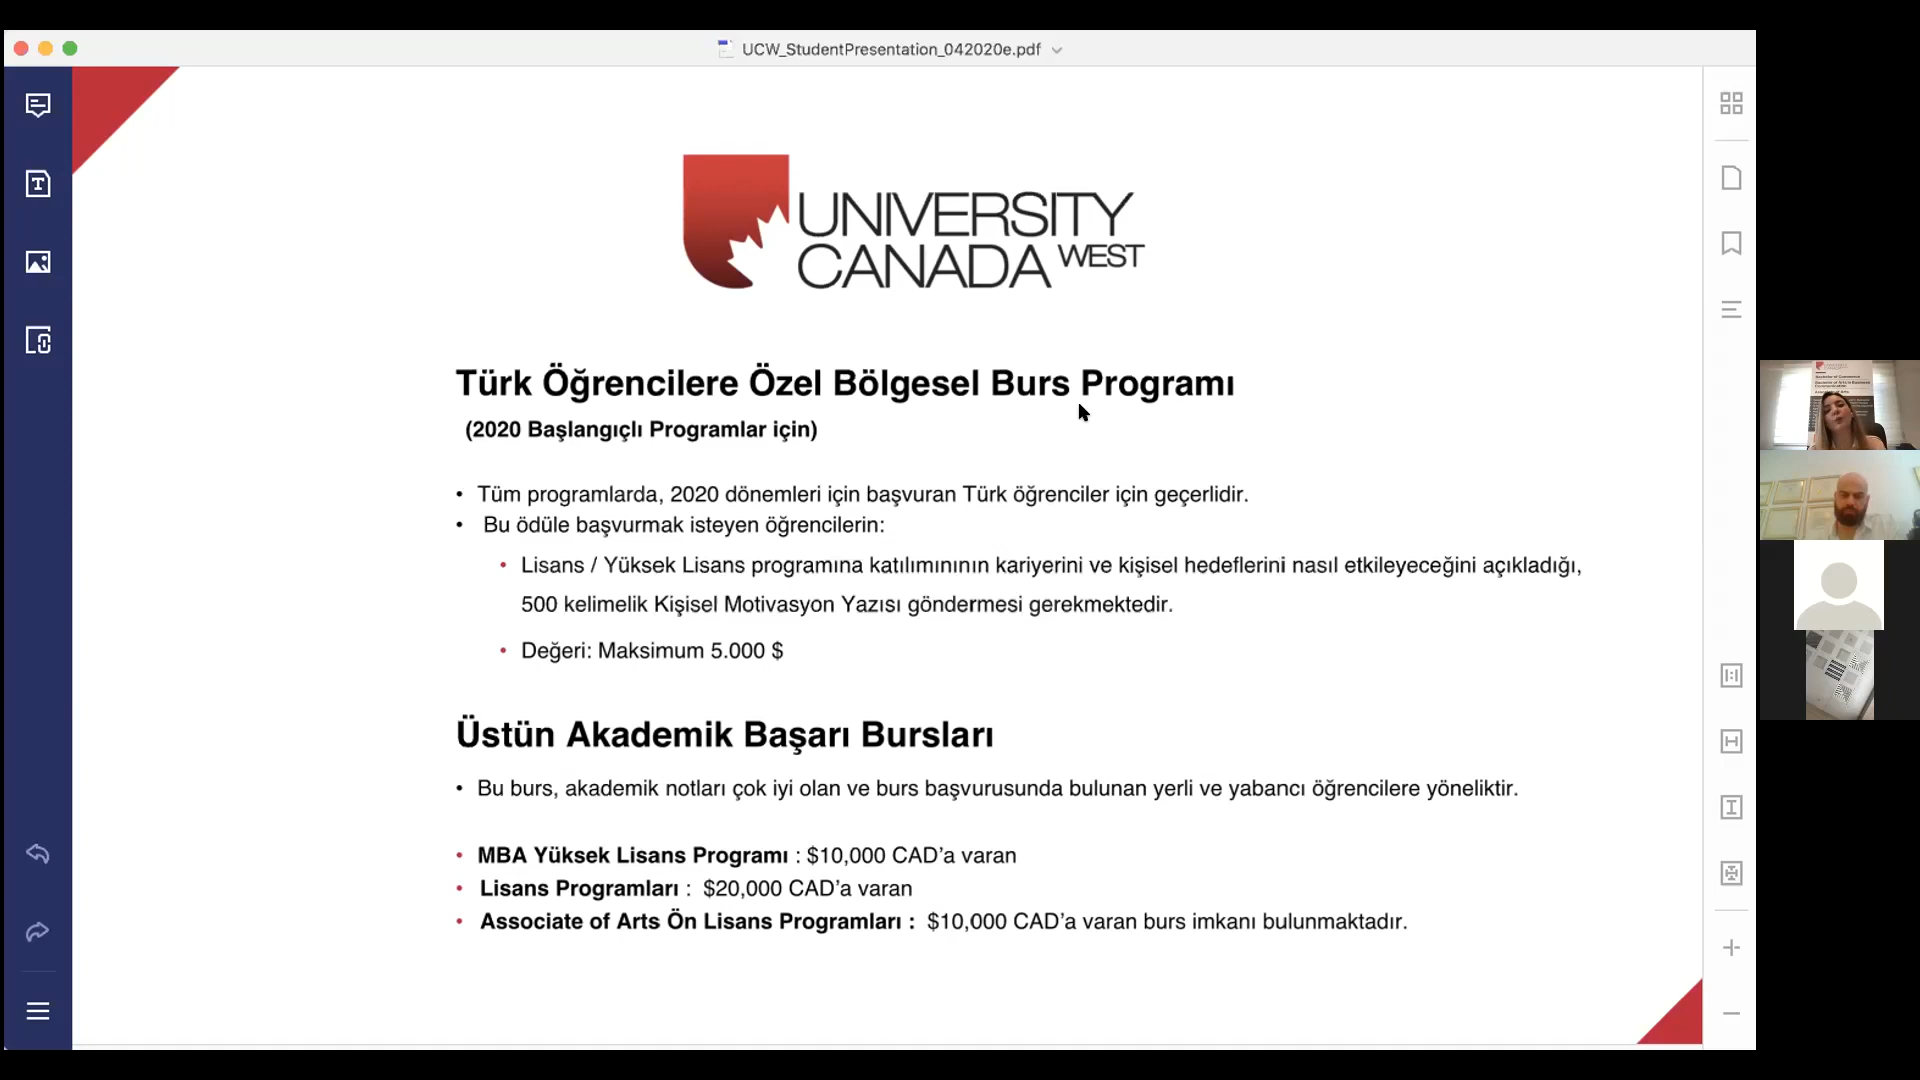 UCW_StudentPresentation_042020e.pdf
UNIVERSITY
CANADA WEST
Türk Öğrencilere Özel Bölgesel Burs Programı
(2020 Başlangıçlı Programlar için)
• Tüm programlarda, 2020 dönemleri için başvuran Türk öğrenciler için geçerlidir.
• Bu ödüle başvurmak isteyen öğrencilerin:
• Lisans / Yüksek Lisans programına katılımınının kariyerini ve kişisel hedeflerini nasıl etkileyeceğini açıkladığı,
500 kelimelik Kişisel Motivasyon Yazısı göndermesi gerekmektedir.
• Değeri: Maksimum 5.000 $
Üstün Akademik Başarı Bursları
• Bu burs, akademik notları çok iyi olan ve burs başvurusunda bulunan yerli ve yabancı öğrencilere yöneliktir.
• MBA Yüksek Lisans Programı : $10,000 CAD’a varan
• Lisans Programları : $20,000 CAD’a varan
• Associate of Arts Ön Lisans Programları : $10,000 CAD’a varan burs imkanı bulunmaktadır.